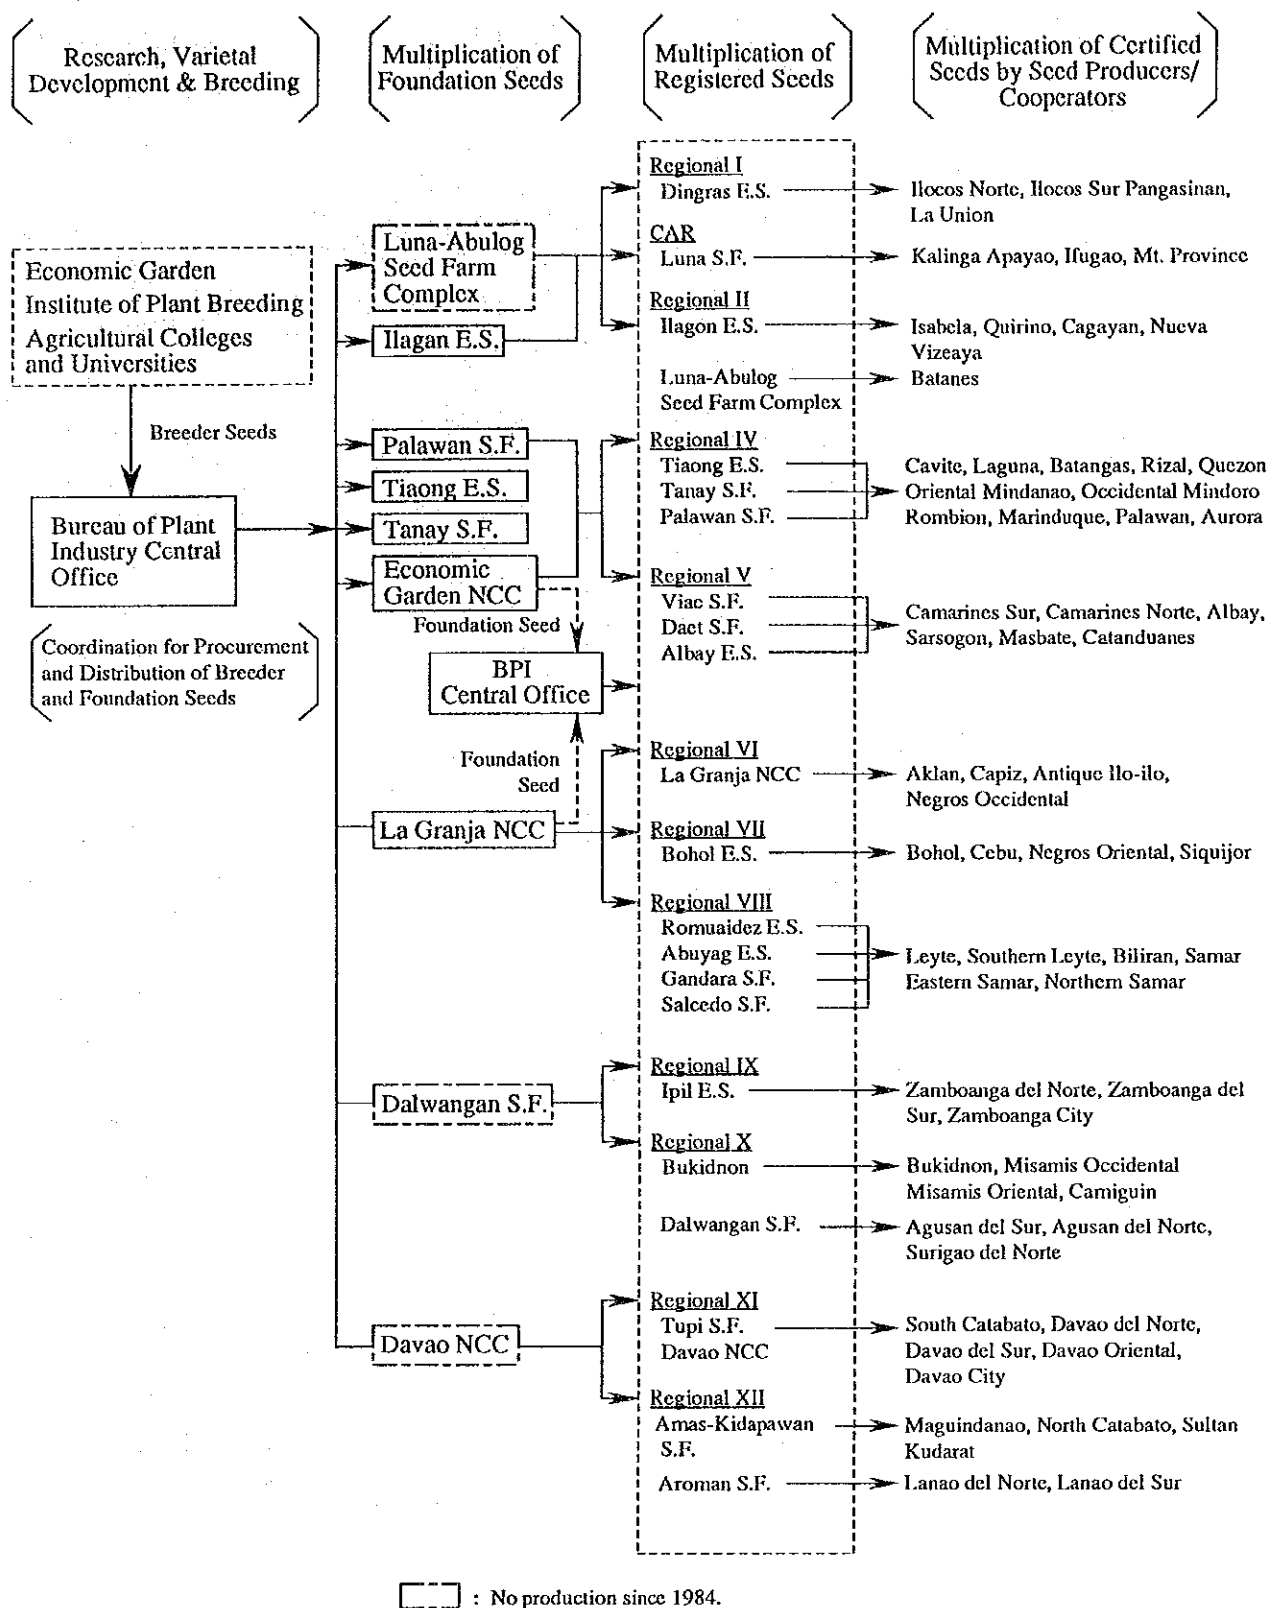 Research, Varietal
Development & Breeding
Multiplication of
Foundation Seeds
Multiplication of
Registered Seeds
Multiplication of Certified
Seeds by Seed Producers/
Cooperators
Economic Garden
Institute of Plant Breeding
Agricultural Colleges
and Universities
Breeder Seeds
Bureau of Plant
Industry Central
Office
Coordination for Procurement
and Distribution of Breeder
and Foundation Seeds
Luna-Abulog
Seed Farm
Complex
Ilagan E.S.
Palawan S.F.
Tiaong E.S.
Tanay S.F.
Economic
Garden NCC
Foundation Seed
BPI
Central Office
Foundation
Seed
La Granja NCC
Dalwangan S.F.
Davao NCC
Regional I
Dingras E.S.
Ilocos Norte, Ilocos Sur Pangasinan,
La Union
CAR
Luna S.F.
Kalinga Apayao, Ifugao, Mt. Province
Regional II
Ilagon E.S.
Isabela, Quirino, Cagayan, Nueva
Vizeaya
Luna-Abulog
Seed Farm Complex
Batanes
Regional IV
Tiaong E.S.
Tanay S.F.
Palawan S.F.
Cavite, Laguna, Batangas, Rizal, Quezon
Oriental Mindanao, Occidental Mindoro
Rombion, Marinduque, Palawan, Aurora
Regional V
Viac S.F.
Daet S.F.
Albay E.S.
Camarines Sur, Camarines Norte, Albay,
Sarsogon, Masbate, Catanduanes
Regional VI
La Granja NCC
Aklan, Capiz, Antique Ilo-ilo,
Negros Occidental
Regional VII
Bohol E.S.
Bohol, Cebu, Negros Oriental, Siquijor
Regional VIII
Romuaidez E.S.
Abuyag E.S.
Gandara S.F.
Salcedo S.F.
Leyte, Southern Leyte, Biliran, Samar
Eastern Samar, Northern Samar
Regional IX
Ipil E.S.
Zamboanga del Norte, Zamboanga del
Sur, Zamboanga City
Regional X
Bukidnon
Bukidnon, Misamis Occidental
Misamis Oriental, Camiguin
Dalwangan S.F.
Agusan del Sur, Agusan del Norte,
Surigao del Norte
Regional XI
Tupi S.F.
Davao NCC
South Catabato, Davao del Norte,
Davao del Sur, Davao Oriental,
Davao City
Regional XII
Amas-Kidapawan
S.F.
Maguindanao, North Catabato, Sultan
Kudarat
Aroman S.F.
Lanao del Norte, Lanao del Sur
: No production since 1984.